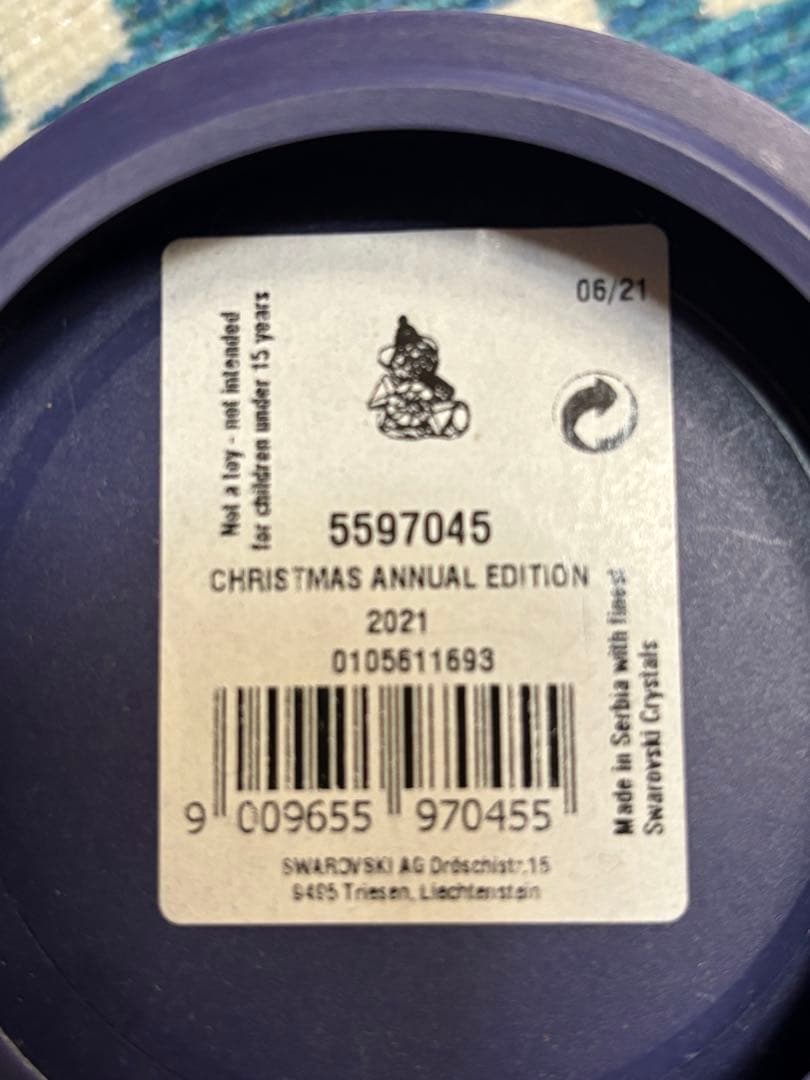 06/21
Not a toy - not intended
for children under 15 years
5597045
CHRISTMAS ANNUAL EDITION
2021
0105611693
Made in Serbia with finest
Swarovski Crystals
9 009655 970455
SWAROVSKI AG Dröschistr.15
9495 Triesen, Liechtenstein